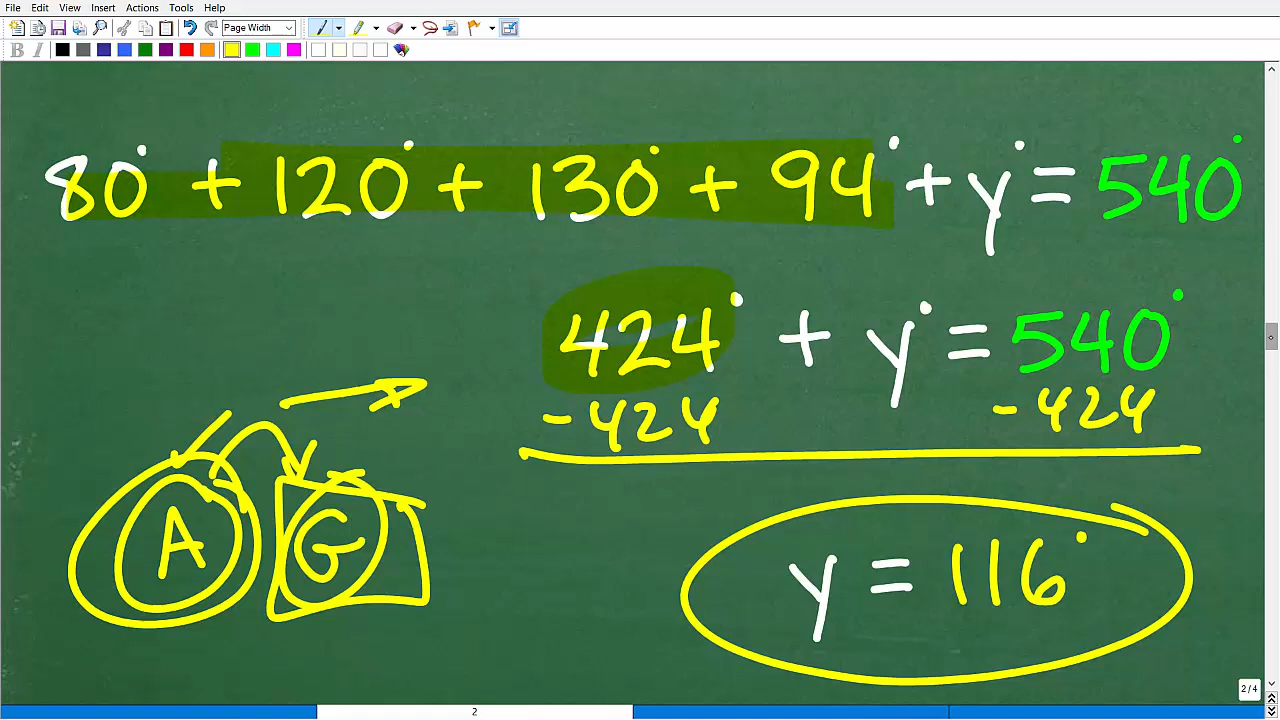 File Edit View Insert Actions Tools Help
Page Width
B I
80° + 120° + 130° + 94° + y° = 540°
424° + y° = 540°
-424 -424
A G
y = 116°
2/4
2